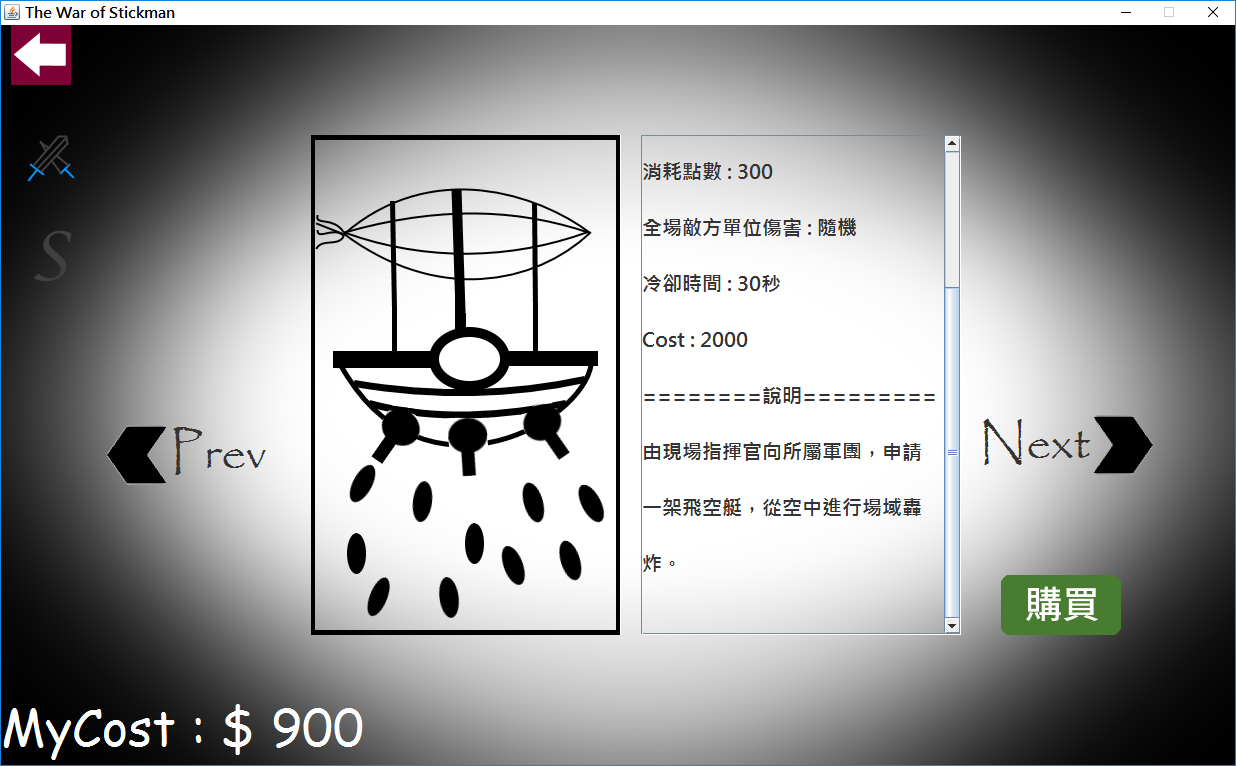 The War of Stickman
S
消耗點數 : 300
全場敵方單位傷害 : 隨機
冷卻時間 : 30秒
Cost : 2000
========說明=========
由現場指揮官向所屬軍團，申請
一架飛空艇，從空中進行場域轟
炸。
Prev
Next
購買
MyCost : $ 900